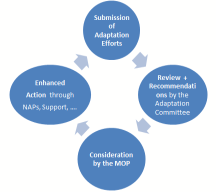 Submission
of
Adaptation
Efforts
Review +
Recommendati
ons by the
Adaptation
Committee
Consideration
by the MOP
Enhanced
Action through
NAPs, Support, ....